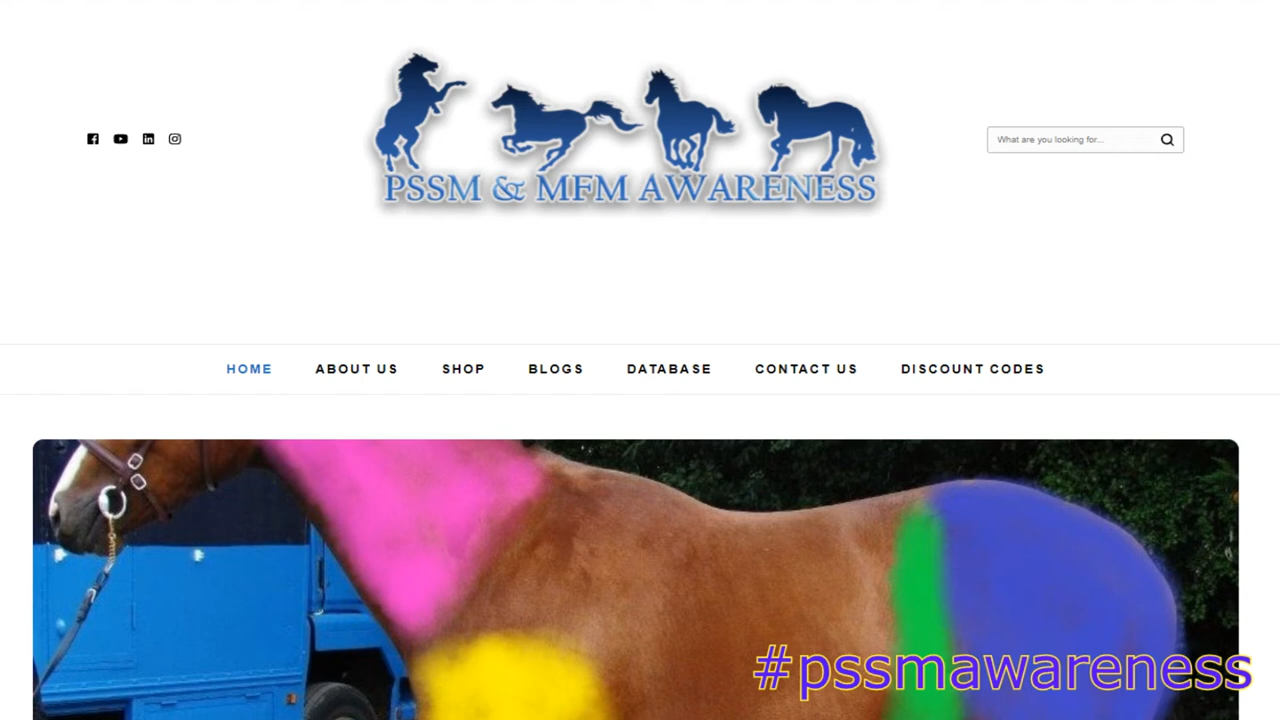 PSSM & MFM AWARENESS
What are you looking for...
HOME ABOUT US SHOP BLOGS DATABASE CONTACT US DISCOUNT CODES
#pssmawareness